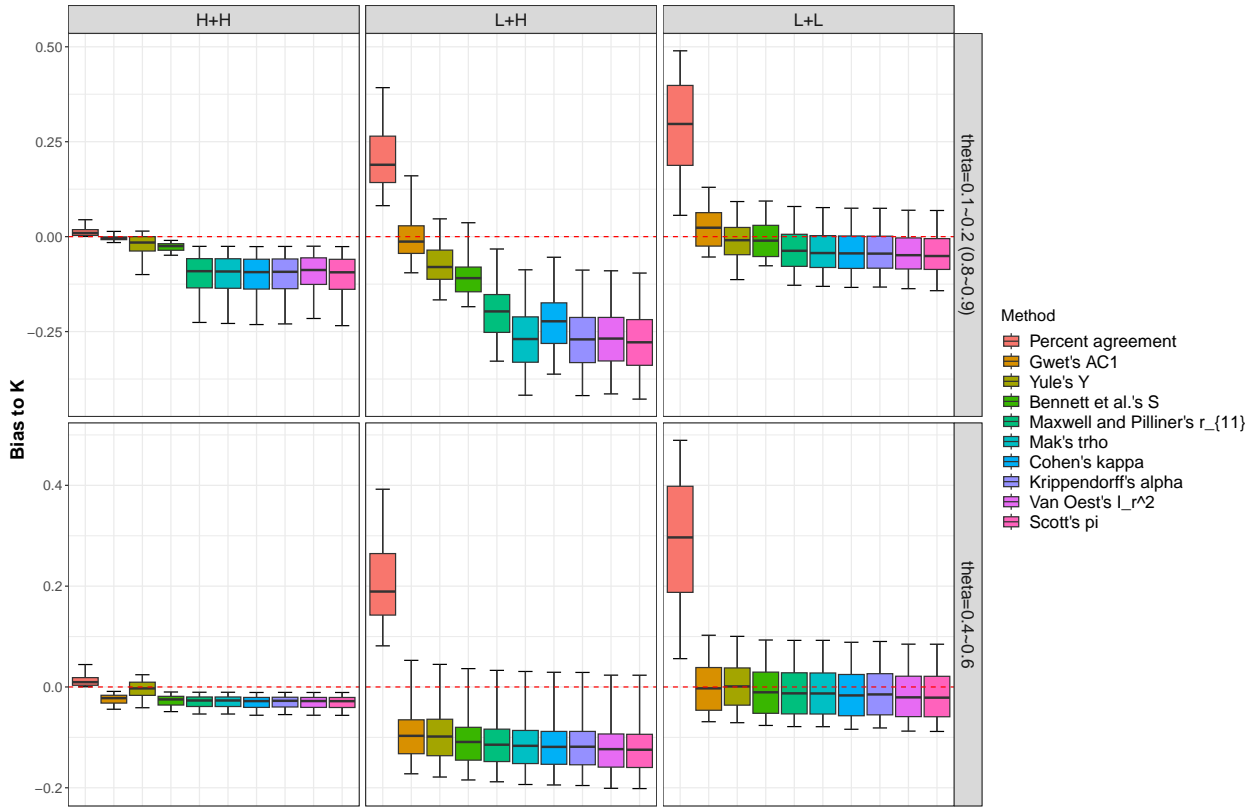 H+H
L+H
L+L
0.50
0.25
0.00
−0.25
theta=0.1~0.2 (0.8~0.9)
0.4
0.2
0.0
−0.2
theta=0.4~0.6
Bias to K
Method
Percent agreement
Gwet's AC1
Yule's Y
Bennett et al.'s S
Maxwell and Pilliner's r_{11}
Mak's trho
Cohen's kappa
Krippendorff's alpha
Van Oest's I_r^2
Scott's pi